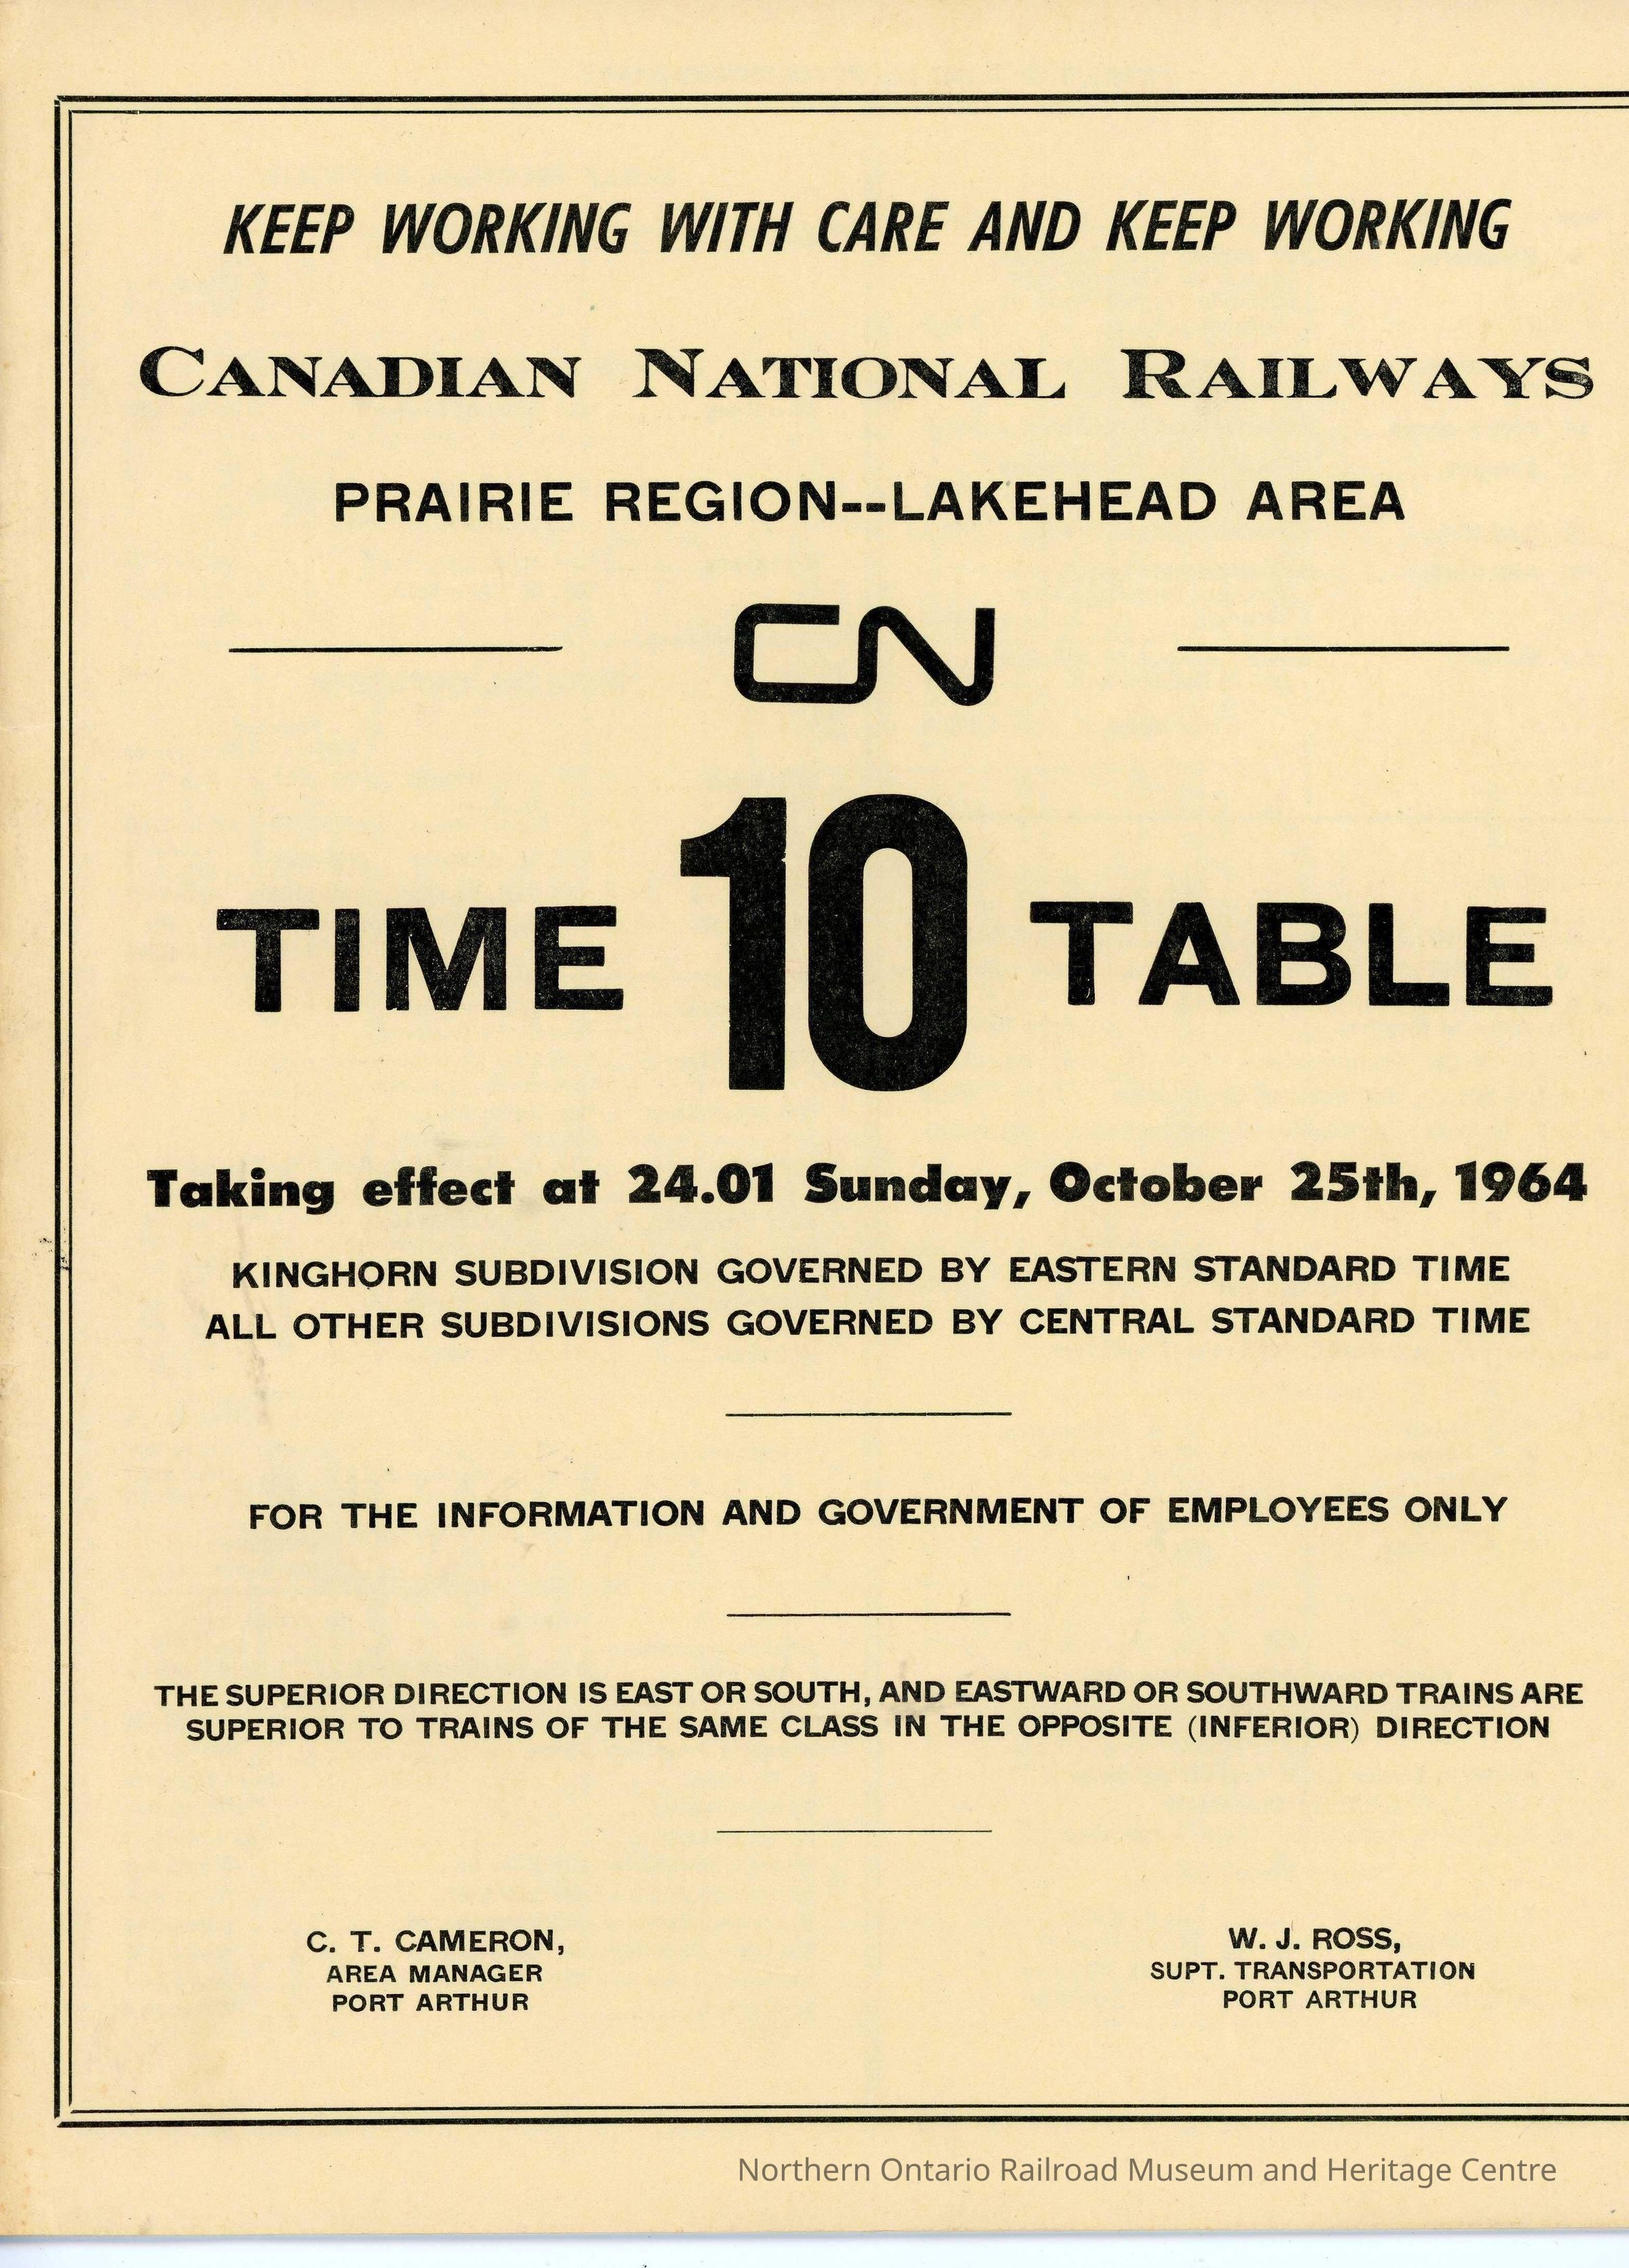 KEEP WORKING WITH CARE AND KEEP WORKING
CANADIAN NATIONAL RAILWAYS
PRAIRIE REGION--LAKEHEAD AREA
CN
TIME 10 TABLE
Taking effect at 24.01 Sunday, October 25th, 1964
KINGHORN SUBDIVISION GOVERNED BY EASTERN STANDARD TIME
ALL OTHER SUBDIVISIONS GOVERNED BY CENTRAL STANDARD TIME
FOR THE INFORMATION AND GOVERNMENT OF EMPLOYEES ONLY
THE SUPERIOR DIRECTION IS EAST OR SOUTH, AND EASTWARD OR SOUTHWARD TRAINS ARE
SUPERIOR TO TRAINS OF THE SAME CLASS IN THE OPPOSITE (INFERIOR) DIRECTION
C. T. CAMERON,
AREA MANAGER
PORT ARTHUR
W. J. ROSS,
SUPT. TRANSPORTATION
PORT ARTHUR
Northern Ontario Railroad Museum and Heritage Centre